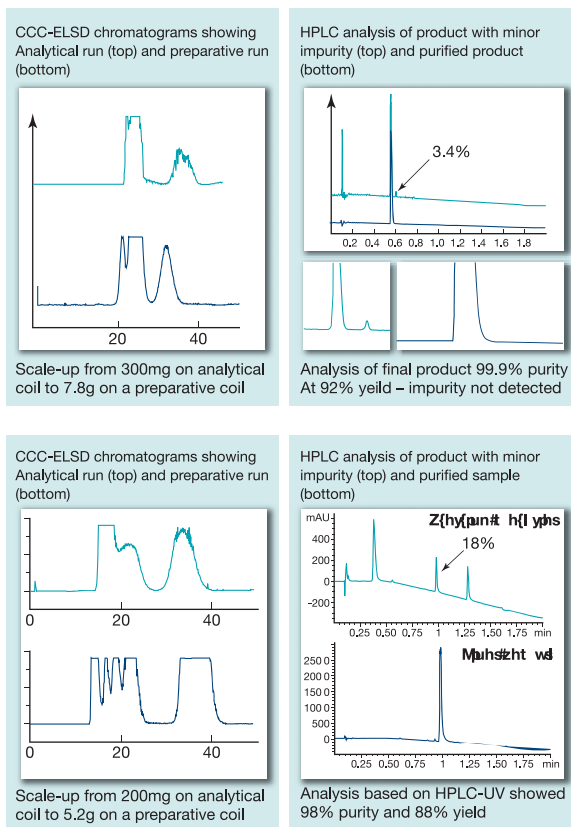 CCC-ELSD chromatograms showing
Analytical run (top) and preparative run
(bottom)
20
40
Scale-up from 300mg on analytical
coil to 7.8g on a preparative coil
HPLC analysis of product with minor
impurity (top) and purified product
(bottom)
3.4%
0.2 0.4 0.6 1.0 1.2 1.4 1.6 1.8
Analysis of final product 99.9% purity
At 92% yeild – impurity not detected
CCC-ELSD chromatograms showing
Analytical run (top) and preparative run
(bottom)
0 20 40
0 20 40
Scale-up from 200mg on analytical
coil to 5.2g on a preparative coil
HPLC analysis of product with minor
impurity (top) and purified sample
(bottom)
mAU
400
200
0
-200
18%
0.25 0.5 0.75 1 1.25 1.50 1.75 min
250 0
200 0
150 0
1000
500
0
0.25 0.5 0.75 1 1.25 1.50 1.75 min
Analysis based on HPLC-UV showed
98% purity and 88% yield